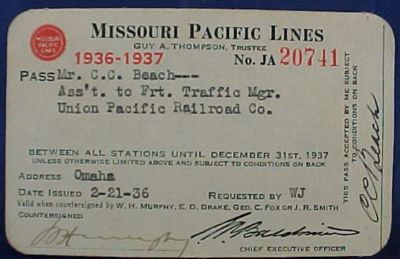 MISSOURI PACIFIC LINES
MISSOURI PACIFIC LINES
GUY A. THOMPSON, TRUSTEE
1936-1937
No. JA 20741
PASS Mr. C.C. Beach---
Ass't. to Frt. Traffic Mgr.
Union Pacific Railroad Co.
BETWEEN ALL STATIONS UNTIL DECEMBER 31ST, 1937
UNLESS OTHERWISE LIMITED ABOVE AND SUBJECT TO CONDITIONS ON BACK
ADDRESS Omaha
DATE ISSUED 2-21-36 REQUESTED BY WJ
Valid when countersigned by W. H. MURPHY, E. D. DRAKE, GEO. C. FOX OR J. R. SMITH
COUNTERSIGNED
W H Murphy
CHIEF EXECUTIVE OFFICER
THIS PASS ACCEPTED BY ME SUBJECT TO CONDITIONS ON BACK
CC Beach